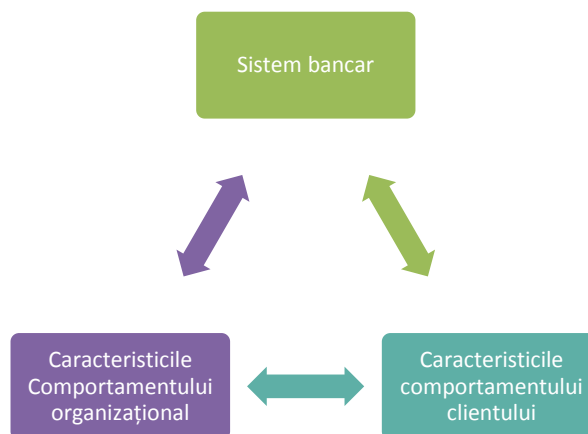 Sistem bancar
Caracteristicile
Comportamentului
organizațional
Caracteristicile
comportamentului
clientului